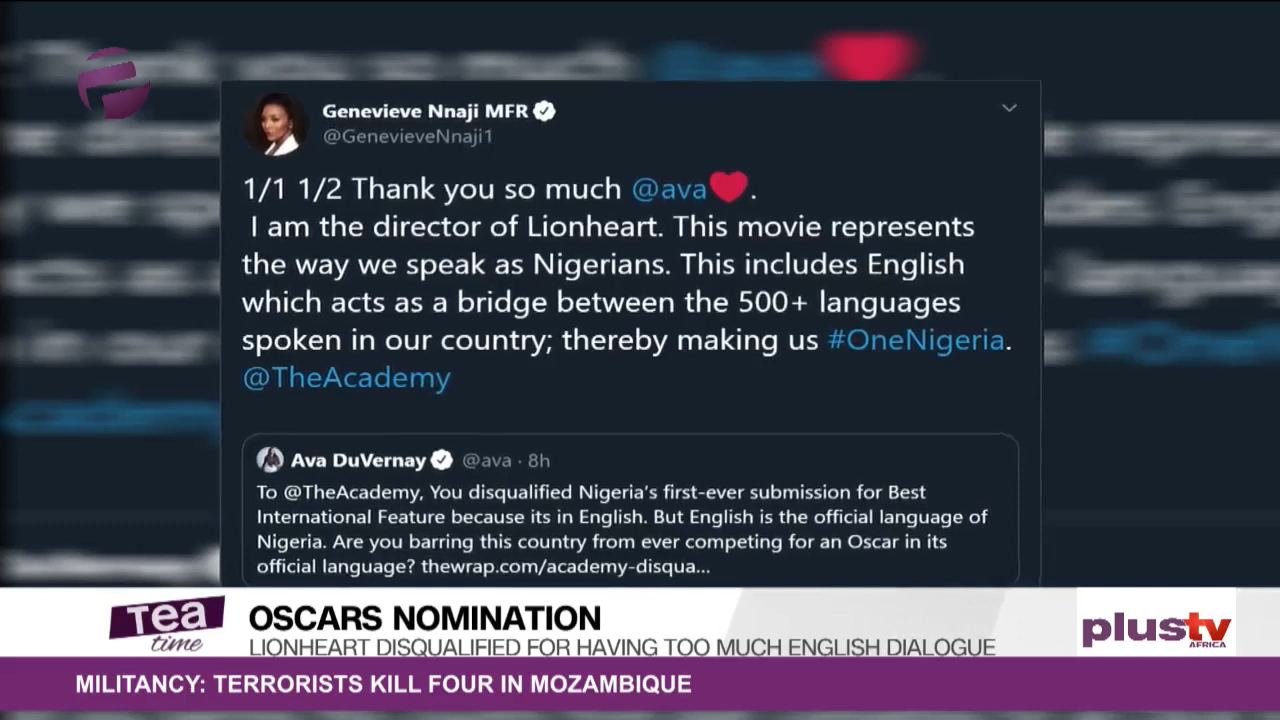 Genevieve Nnaji MFR
@GenevieveNnaji1
1/1 1/2 Thank you so much @ava❤.
I am the director of Lionheart. This movie represents
the way we speak as Nigerians. This includes English
which acts as a bridge between the 500+ languages
spoken in our country; thereby making us #OneNigeria.
@TheAcademy
Ava DuVernay @ava · 8h
To @TheAcademy, You disqualified Nigeria's first-ever submission for Best
International Feature because its in English. But English is the official language of
Nigeria. Are you barring this country from ever competing for an Oscar in its
official language? thewrap.com/academy-disqua...
Tea
time
OSCARS NOMINATION
LIONHEART DISQUALIFIED FOR HAVING TOO MUCH ENGLISH DIALOGUE
plustv
AFRICA
MILITANCY: TERRORISTS KILL FOUR IN MOZAMBIQUE